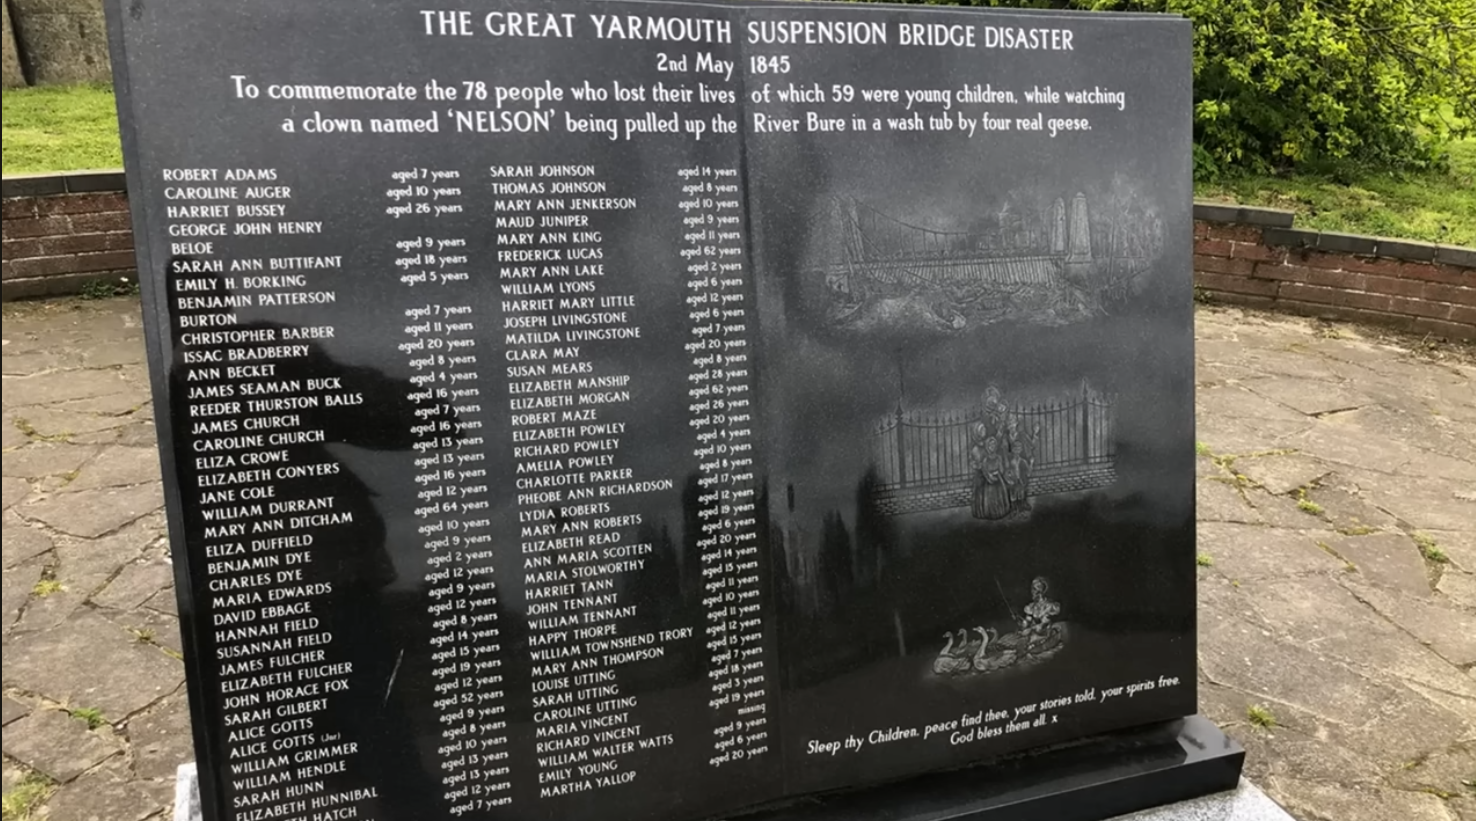 THE GREAT YARMOUTH SUSPENSION BRIDGE DISASTER
2nd May 1845
To commemorate the 78 people who lost their lives of which 59 were young children, while watching
a clown named 'NELSON' being pulled up the River Bure in a wash tub by four real geese.
ROBERT ADAMS aged 7 years
CAROLINE AUGER aged 10 years
HARRIET BUSSEY aged 26 years
GEORGE JOHN HENRY
BELOE aged 9 years
SARAH ANN BUTTIFANT aged 18 years
EMILY H. BORKING aged 5 years
BENJAMIN PATTERSON
BURTON aged 7 years
CHRISTOPHER BARBER aged 11 years
ISSAC BRADBERRY aged 20 years
ANN BECKET aged 8 years
JAMES SEAMAN BUCK aged 4 years
REEDER THURSTON BALLS aged 16 years
JAMES CHURCH aged 7 years
CAROLINE CHURCH aged 16 years
ELIZA CROWE aged 13 years
ELIZABETH CONYERS aged 13 years
JANE COLE aged 16 years
WILLIAM DURRANT aged 12 years
MARY ANN DITCHAM aged 64 years
ELIZA DUFFIELD aged 10 years
BENJAMIN DYE aged 9 years
CHARLES DYE aged 2 years
MARIA EDWARDS aged 12 years
DAVID EBBAGE aged 9 years
HANNAH FIELD aged 12 years
SUSANNAH FIELD aged 8 years
JAMES FULCHER aged 14 years
ELIZABETH FULCHER aged 15 years
JOHN HORACE FOX aged 19 years
SARAH GILBERT aged 12 years
ALICE GOTTS aged 52 years
ALICE GOTTS (Jnr) aged 9 years
WILLIAM GRIMMER aged 8 years
WILLIAM HENDLE aged 10 years
SARAH HUNN aged 13 years
ELIZABETH HUNNIBAL aged 13 years
HATCH aged 12 years
aged 7 years
SARAH JOHNSON aged 14 years
THOMAS JOHNSON aged 8 years
MARY ANN JENKERSON aged 10 years
MAUD JUNIPER aged 9 years
MARY ANN KING aged 11 years
FREDERICK LUCAS aged 62 years
MARY ANN LAKE aged 2 years
WILLIAM LYONS aged 6 years
HARRIET MARY LITTLE aged 12 years
JOSEPH LIVINGSTONE aged 6 years
MATILDA LIVINGSTONE aged 7 years
CLARA MAY aged 20 years
SUSAN MEARS aged 8 years
ELIZABETH MANSHIP aged 28 years
ELIZABETH MORGAN aged 62 years
ROBERT MAZE aged 26 years
ELIZABETH POWLEY aged 20 years
RICHARD POWLEY aged 4 years
AMELIA POWLEY aged 10 years
CHARLOTTE PARKER aged 8 years
PHEOBE ANN RICHARDSON aged 17 years
LYDIA ROBERTS aged 12 years
MARY ANN ROBERTS aged 19 years
ELIZABETH READ aged 6 years
ANN MARIA SCOTTEN aged 20 years
MARIA STOLWORTHY aged 14 years
HARRIET TANN aged 15 years
JOHN TENNANT aged 11 years
WILLIAM TENNANT aged 10 years
HAPPY THORPE aged 11 years
WILLIAM TOWNSHEND TRORY aged 12 years
MARY ANN THOMPSON aged 15 years
LOUISE UTTING aged 7 years
SARAH UTTING aged 18 years
CAROLINE UTTING aged 3 years
MARIA VINCENT aged 19 years
RICHARD VINCENT missing
WILLIAM WALTER WATTS aged 9 years
EMILY YOUNG aged 6 years
MARTHA YALLOP aged 20 years
Sleep thy Children, peace find thee, your stories told, your spirits free.
God bless them all. x